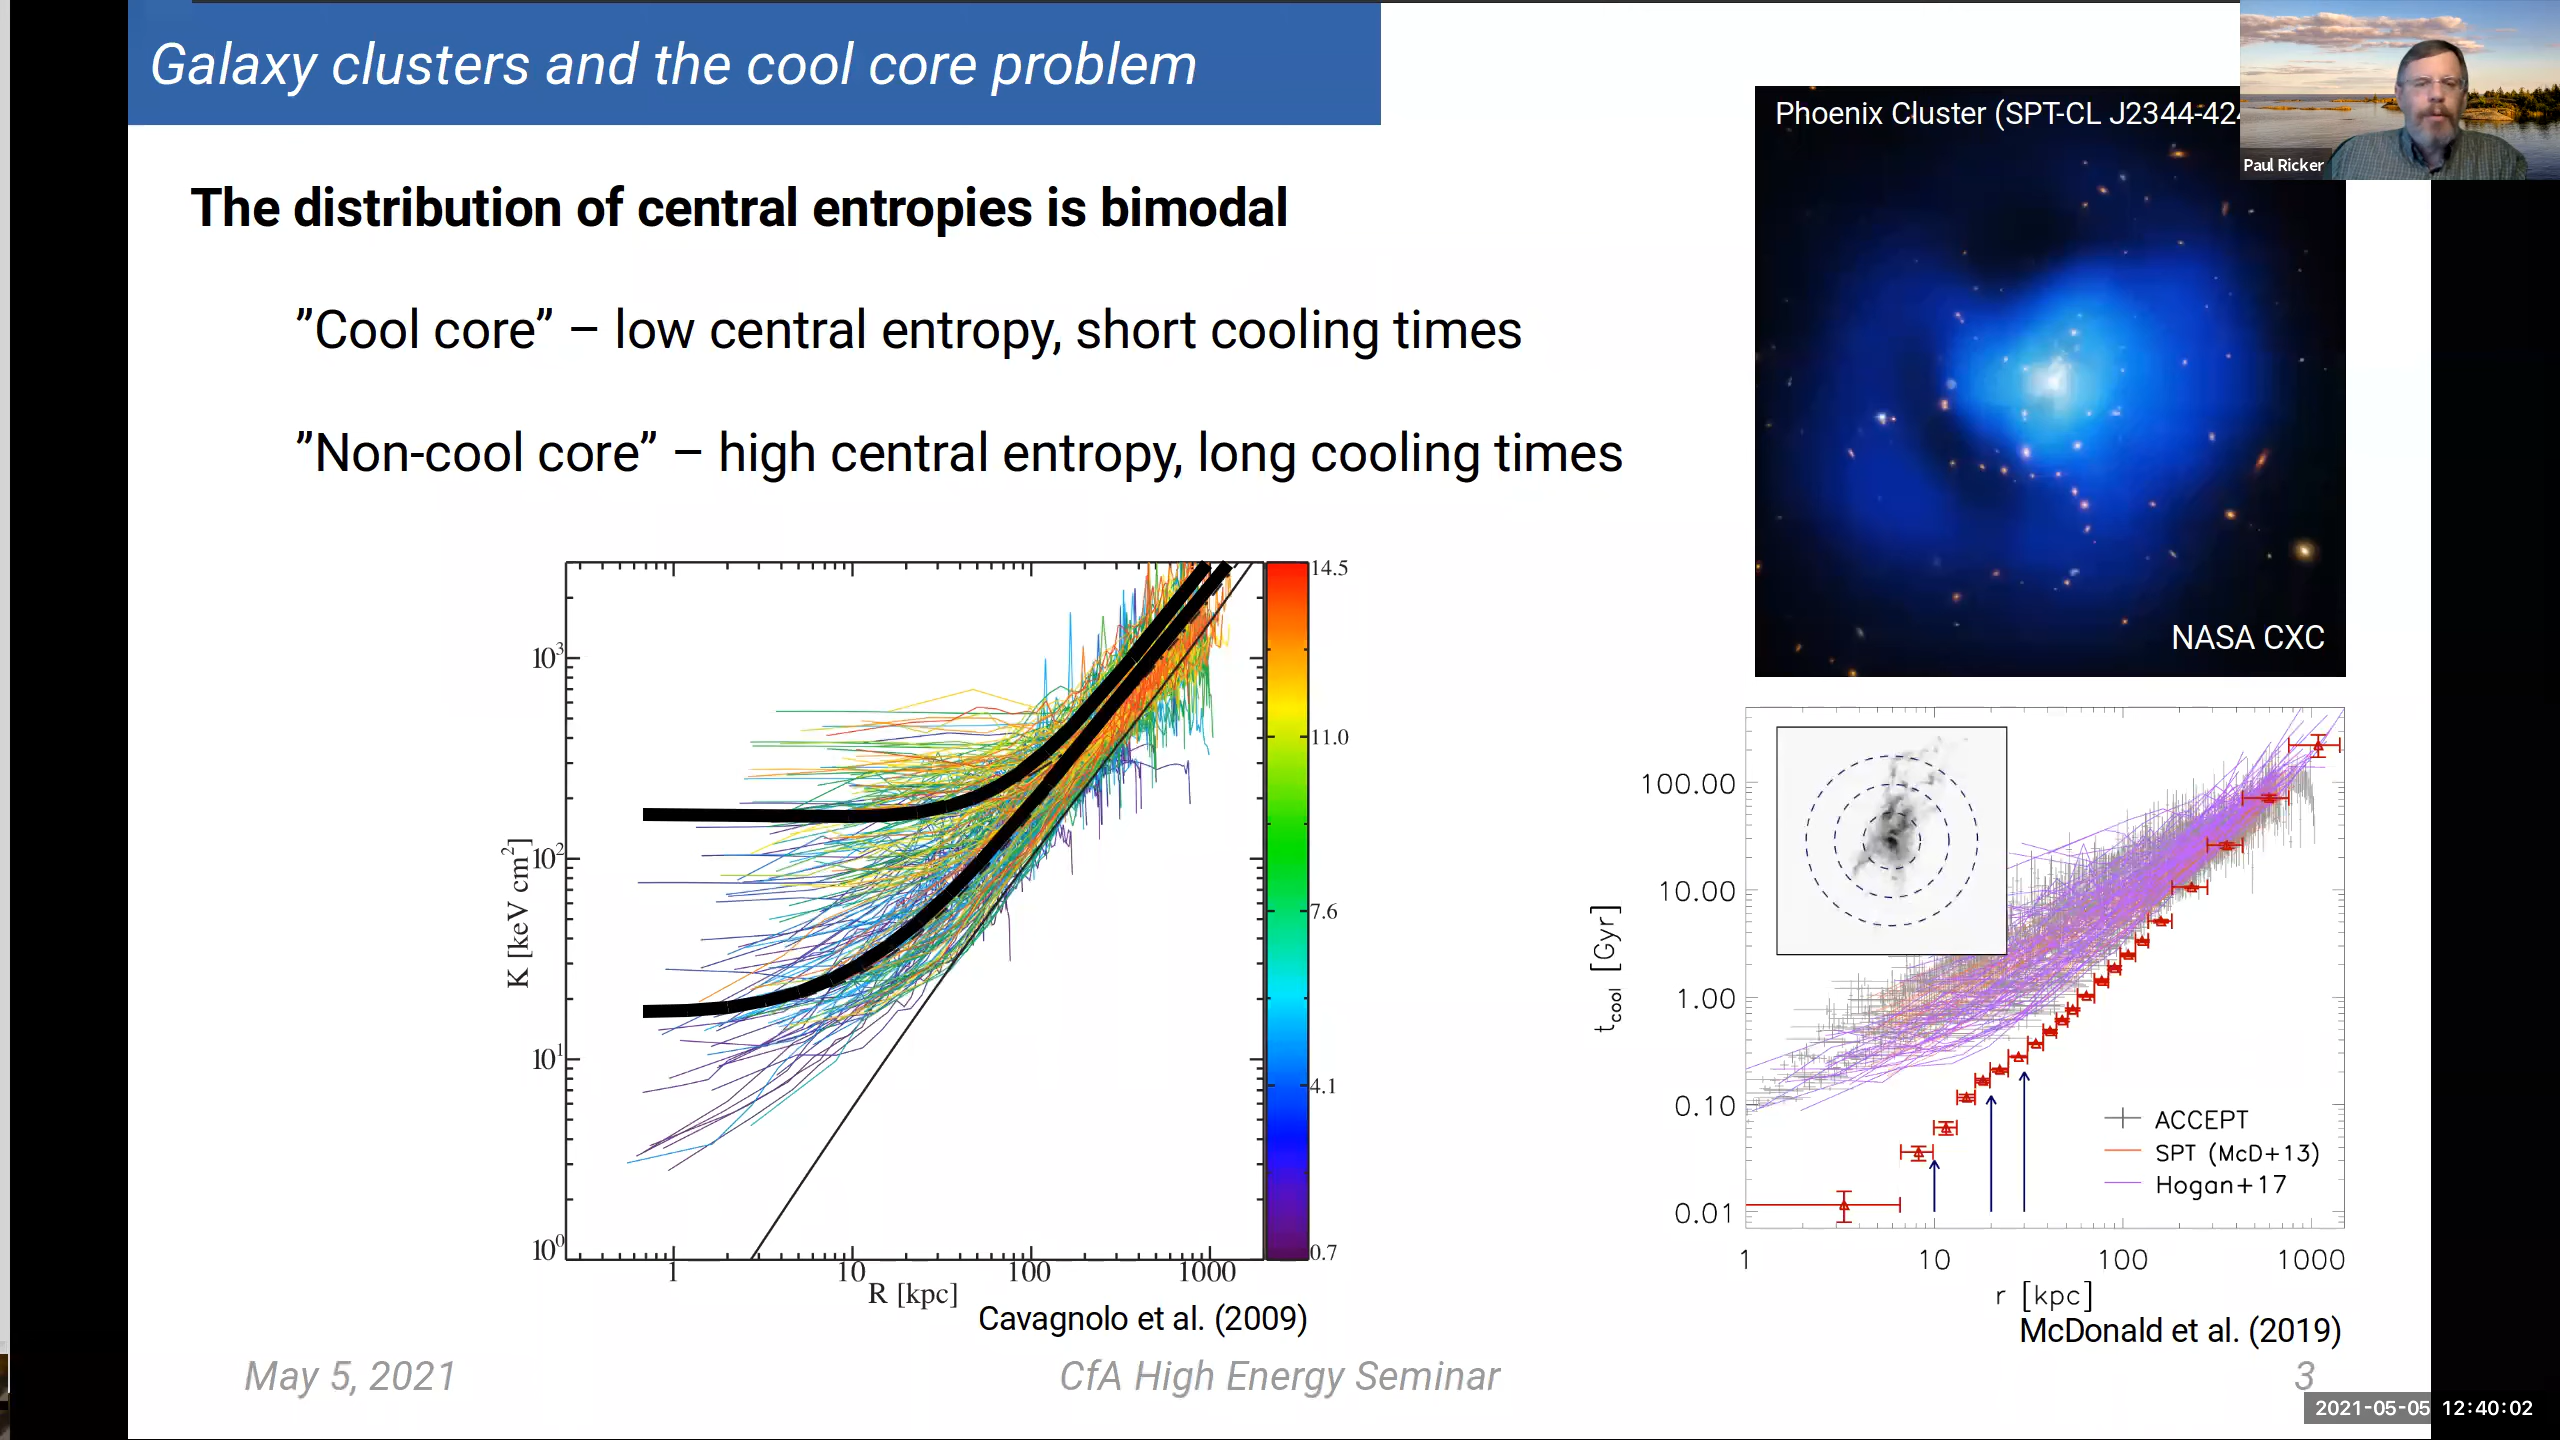 Galaxy clusters and the cool core problem
The distribution of central entropies is bimodal
”Cool core” – low central entropy, short cooling times
”Non-cool core” – high central entropy, long cooling times
Phoenix Cluster (SPT-CL J2344-42
Paul Ricker
NASA CXC
10³
10²
10¹
10⁰
K [keV cm²]
1
10
100
1000
R [kpc]
14.5
11.0
7.6
4.1
0.7
Cavagnolo et al. (2009)
100.00
10.00
1.00
0.10
0.01
tcool [Gyr]
ACCEPT
SPT (McD+13)
Hogan+17
1
10
100
1000
r [kpc]
McDonald et al. (2019)
May 5, 2021
CfA High Energy Seminar
3
2021-05-05 12:40:02